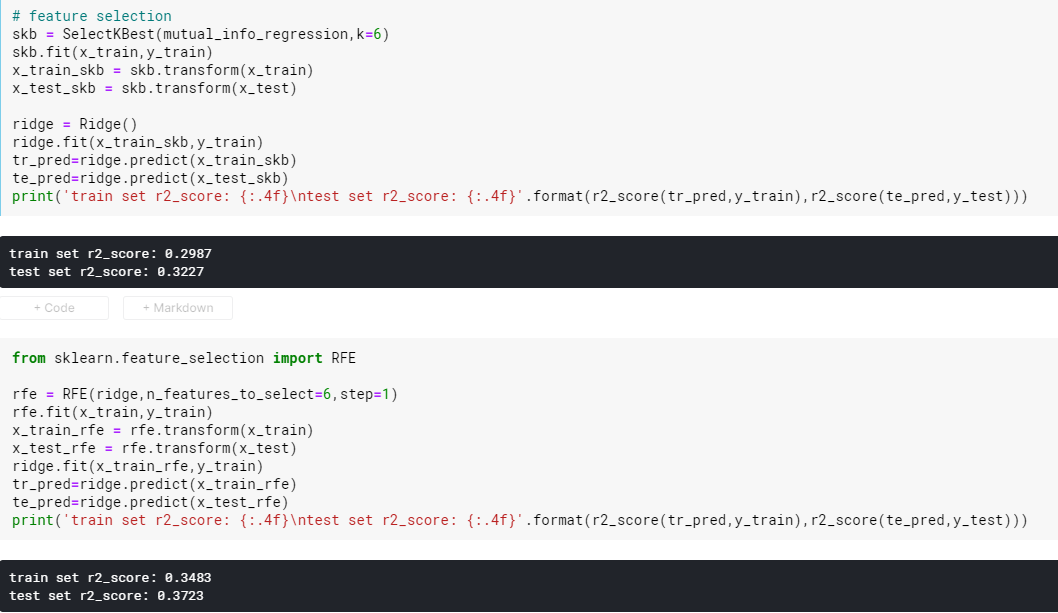 # feature selection
skb = SelectKBest(mutual_info_regression,k=6)
skb.fit(x_train,y_train)
x_train_skb = skb.transform(x_train)
x_test_skb = skb.transform(x_test)
ridge = Ridge()
ridge.fit(x_train_skb,y_train)
tr_pred=ridge.predict(x_train_skb)
te_pred=ridge.predict(x_test_skb)
print('train set r2_score: {:.4f}\ntest set r2_score: {:.4f}'.format(r2_score(tr_pred,y_train),r2_score(te_pred,y_test)))
train set r2_score: 0.2987
test set r2_score: 0.3227
+ Code + Markdown
from sklearn.feature_selection import RFE
rfe = RFE(ridge,n_features_to_select=6,step=1)
rfe.fit(x_train,y_train)
x_train_rfe = rfe.transform(x_train)
x_test_rfe = rfe.transform(x_test)
ridge.fit(x_train_rfe,y_train)
tr_pred=ridge.predict(x_train_rfe)
te_pred=ridge.predict(x_test_rfe)
print('train set r2_score: {:.4f}\ntest set r2_score: {:.4f}'.format(r2_score(tr_pred,y_train),r2_score(te_pred,y_test)))
train set r2_score: 0.3483
test set r2_score: 0.3723